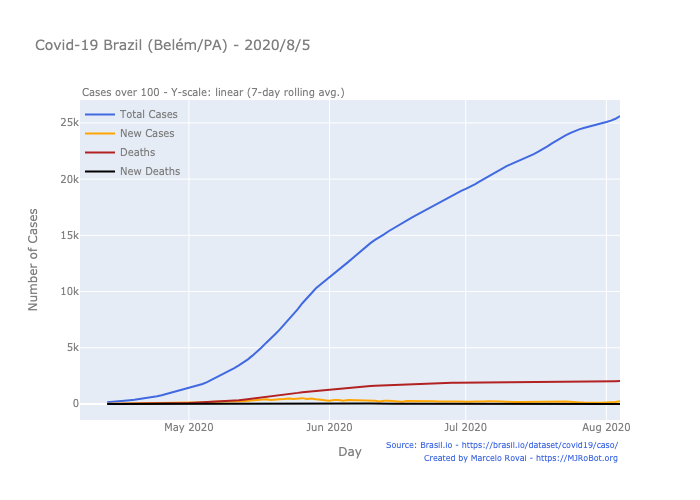 Covid-19 Brazil (Belém/PA) - 2020/8/5
Cases over 100 - Y-scale: linear (7-day rolling avg.)
Total Cases
New Cases
Deaths
New Deaths
25k
20k
15k
10k
5k
0
Number of Cases
May 2020
Jun 2020
Jul 2020
Aug 2020
Day
Source: Brasil.io - https://brasil.io/dataset/covid19/caso/
Created by Marcelo Rovai - https://MJRoBot.org